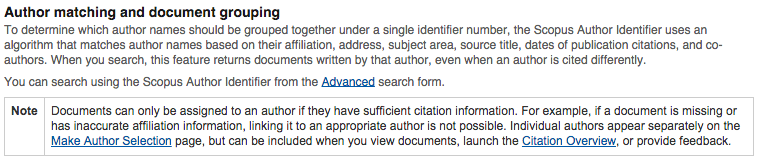 Author matching and document grouping
To determine which author names should be grouped together under a single identifier number, the Scopus Author Identifier uses an
algorithm that matches author names based on their affiliation, address, subject area, source title, dates of publication citations, and co-
authors. When you search, this feature returns documents written by that author, even when an author is cited differently.
You can search using the Scopus Author Identifier from the Advanced search form.
Note Documents can only be assigned to an author if they have sufficient citation information. For example, if a document is missing or
has inaccurate affiliation information, linking it to an appropriate author is not possible. Individual authors appear separately on the
Make Author Selection page, but can be included when you view documents, launch the Citation Overview, or provide feedback.